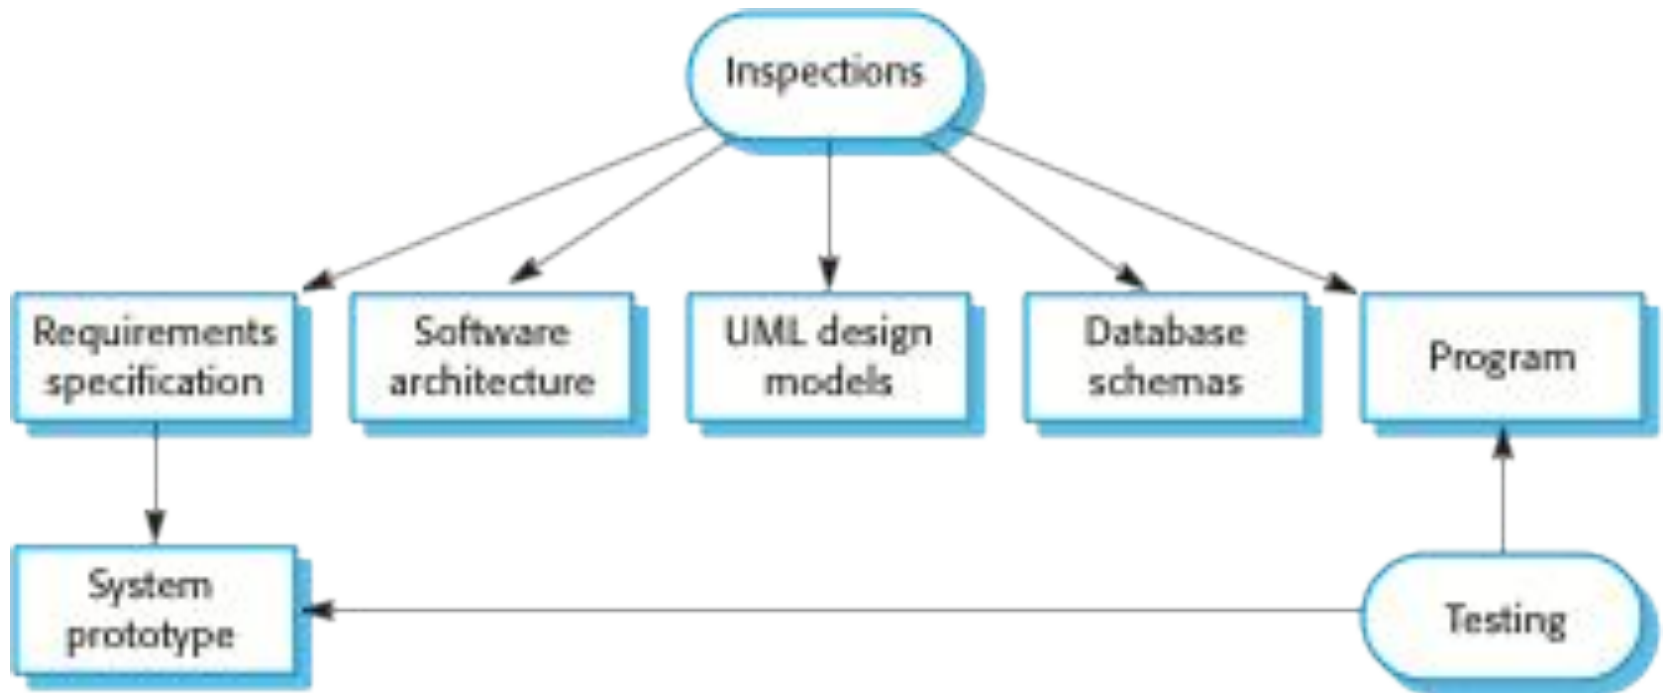 Inspections
Requirements
specification
Software
architecture
UML design
models
Database
schemas
Program
System
prototype
Testing